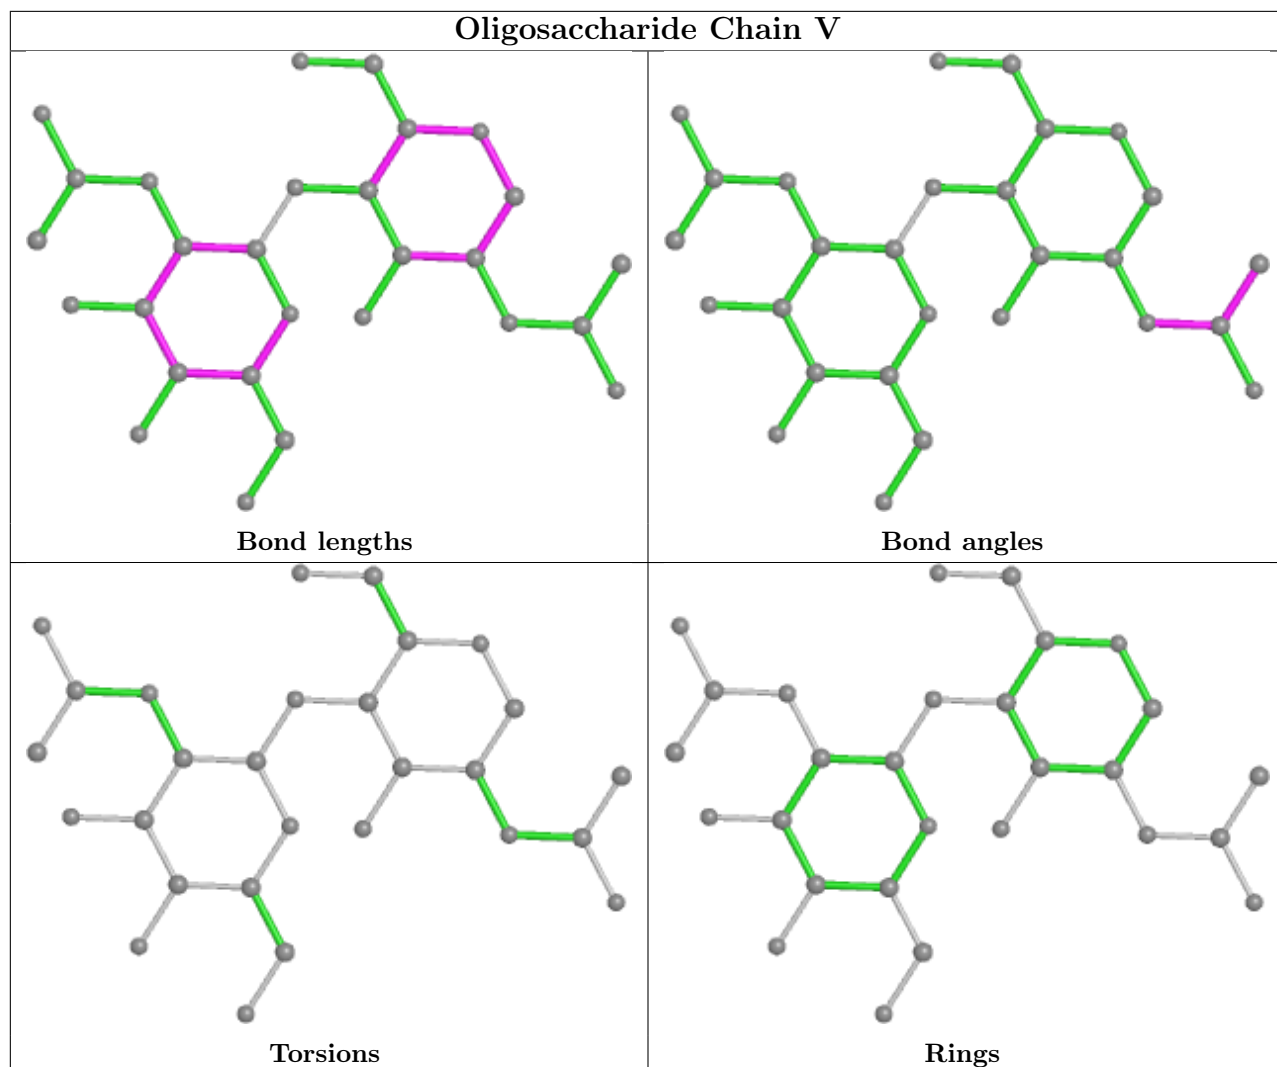 Oligosaccharide Chain V
Bond lengths
Bond angles
Torsions
Rings